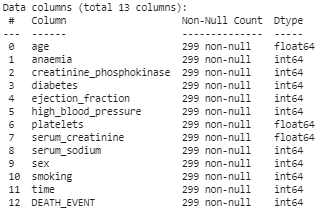 Data columns (total 13 columns):
 #   Column                    Non-Null Count  Dtype
---  ------                    --------------  -----
 0   age                       299 non-null    float64
 1   anaemia                   299 non-null    int64
 2   creatinine_phosphokinase  299 non-null    int64
 3   diabetes                  299 non-null    int64
 4   ejection_fraction         299 non-null    int64
 5   high_blood_pressure       299 non-null    int64
 6   platelets                 299 non-null    float64
 7   serum_creatinine          299 non-null    float64
 8   serum_sodium              299 non-null    int64
 9   sex                       299 non-null    int64
 10  smoking                   299 non-null    int64
 11  time                      299 non-null    int64
 12  DEATH_EVENT               299 non-null    int64